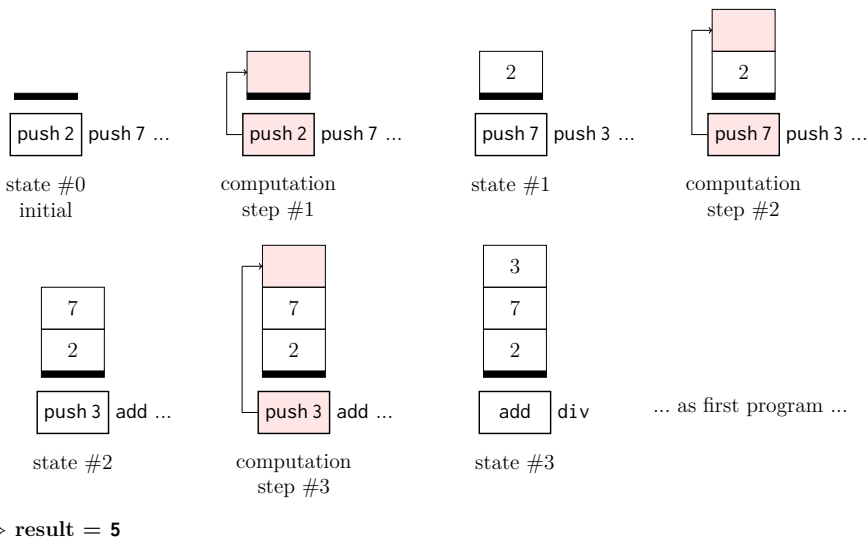 2
2
push 2 push 7 ...
push 2 push 7 ...
push 7 push 3 ...
push 7 push 3 ...
state #0
initial
computation
step #1
state #1
computation
step #2
3
7
7
7
2
2
2
push 3 add ...
push 3 add ...
add div
... as first program ...
state #2
computation
step #3
state #3
result = 5